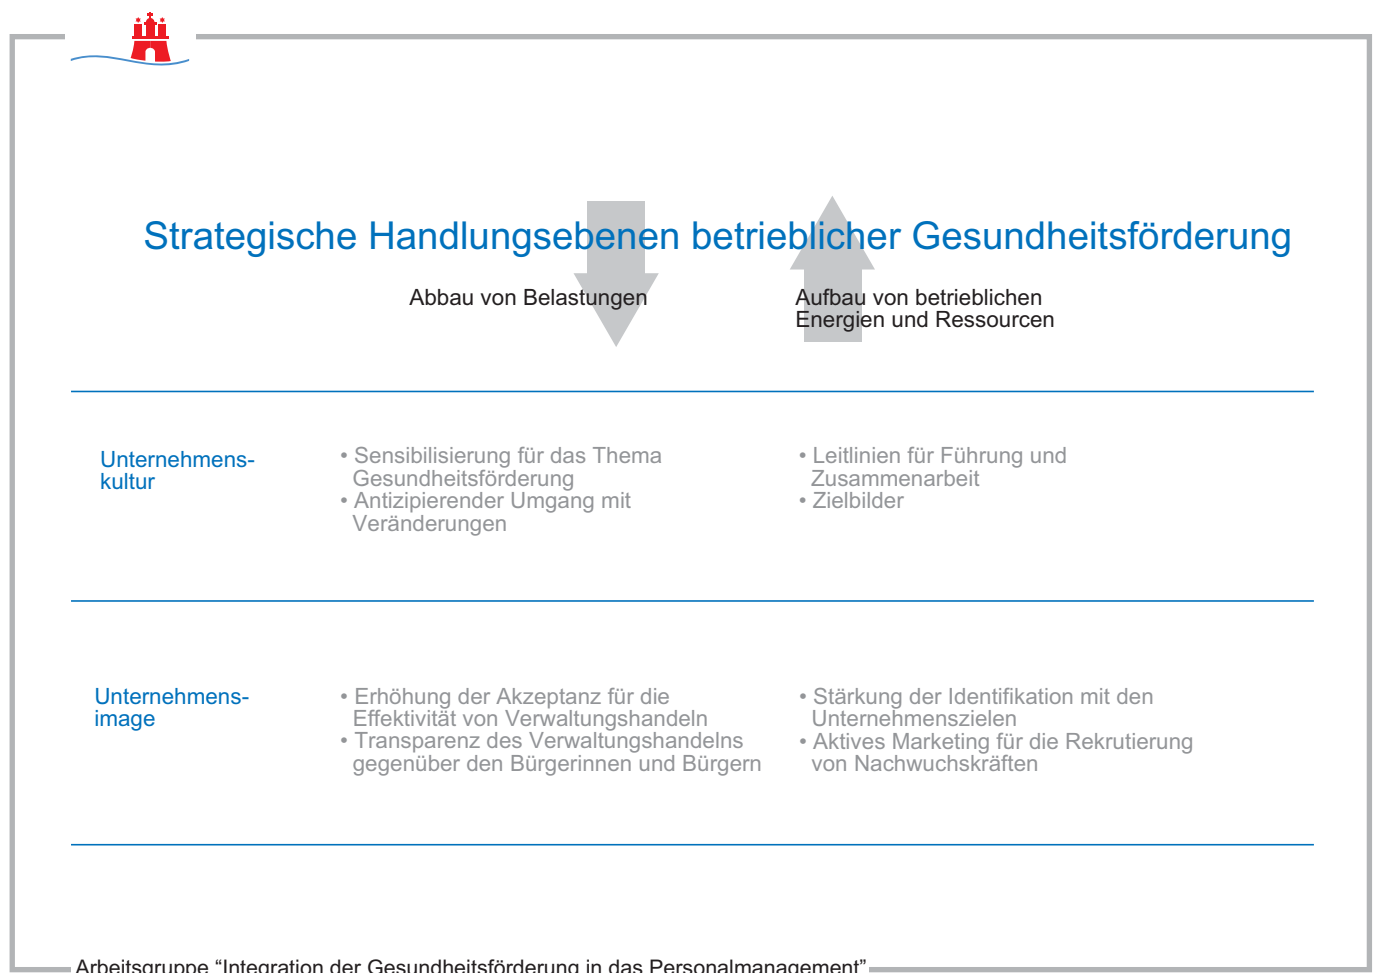 Strategische Handlungsebenen betrieblicher Gesundheitsförderung
Abbau von Belastungen
Aufbau von betrieblichen
Energien und Ressourcen
Unternehmens-
kultur
• Sensibilisierung für das Thema
Gesundheitsförderung
• Antizipierender Umgang mit
Veränderungen
• Leitlinien für Führung und
Zusammenarbeit
• Zielbilder
Unternehmens-
image
• Erhöhung der Akzeptanz für die
Effektivität von Verwaltungshandeln
• Transparenz des Verwaltungshandelns
gegenüber den Bürgerinnen und Bürgern
• Stärkung der Identifikation mit den
Unternehmenszielen
• Aktives Marketing für die Rekrutierung
von Nachwuchskräften
Arbeitsgruppe “Integration der Gesundheitsförderung in das Personalmanagement”